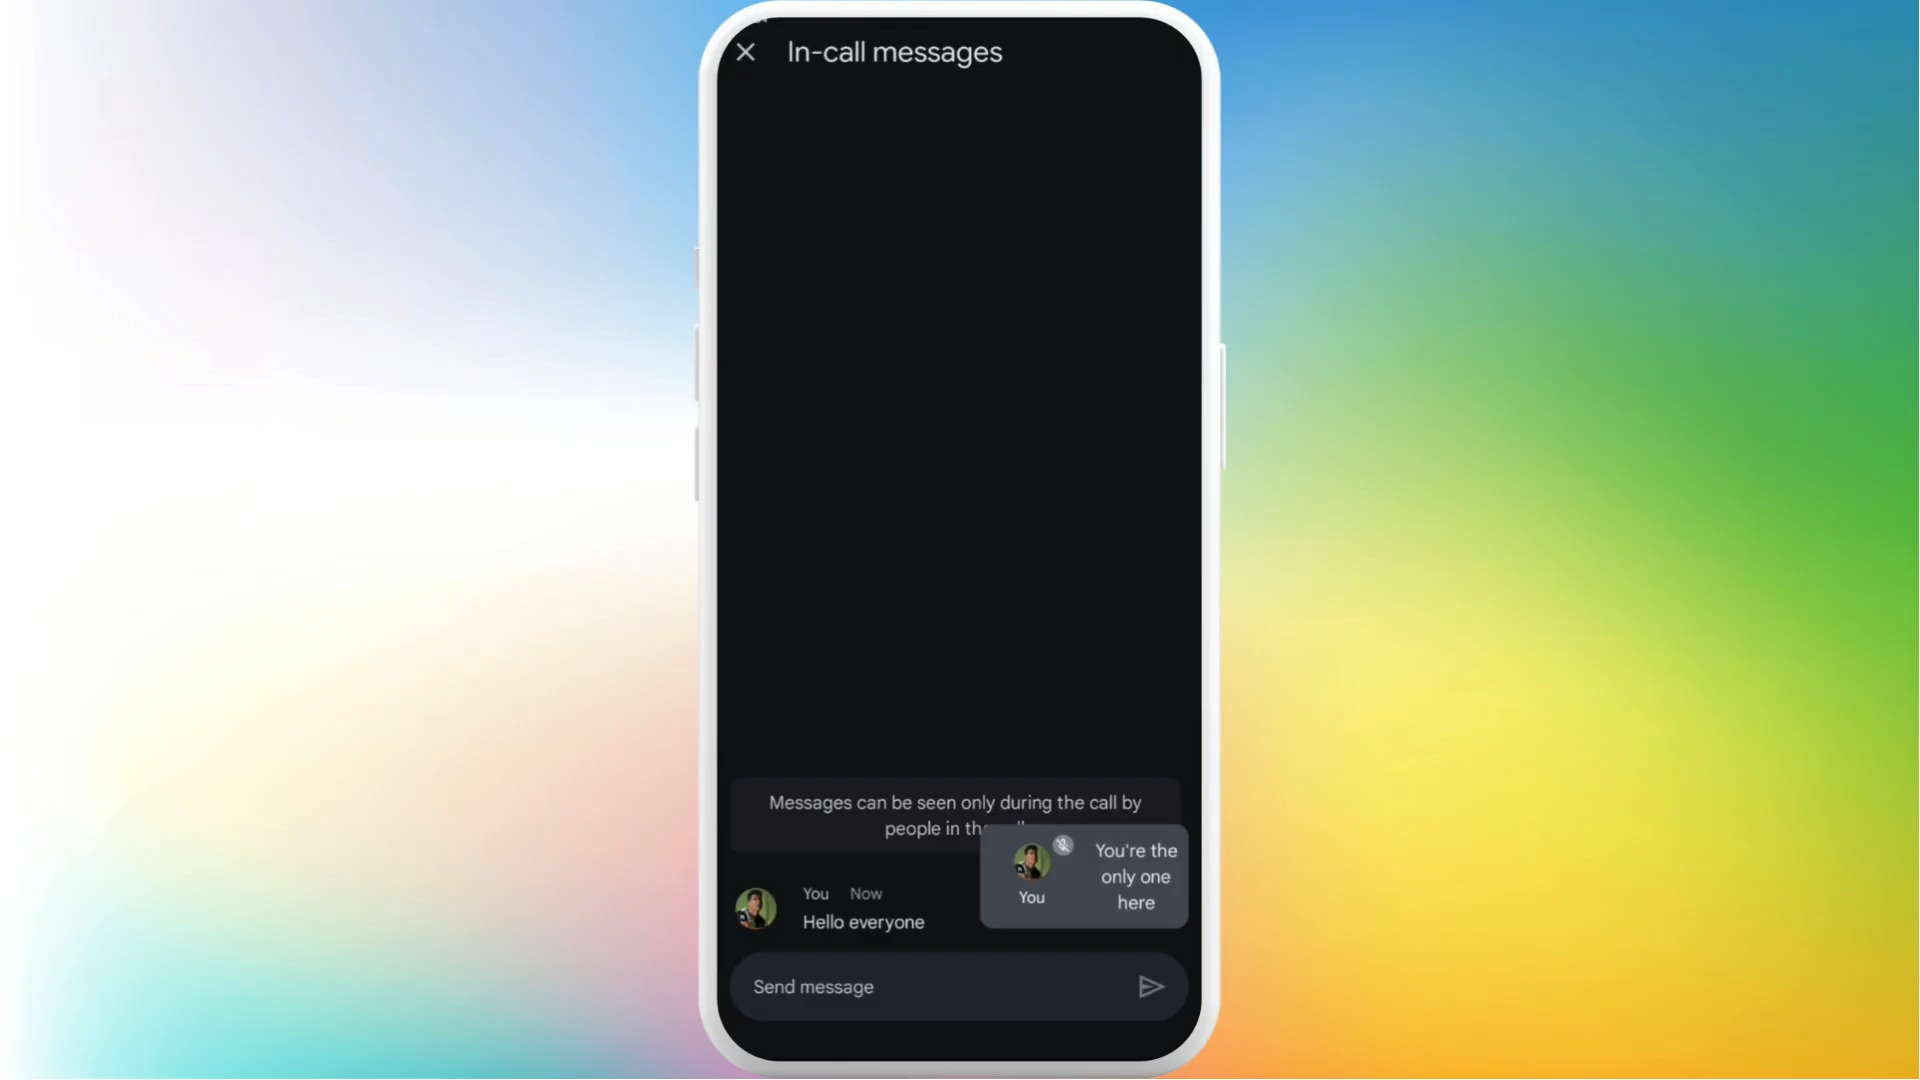 In-call messages
Messages can be seen only during the call by
people in
You Now
Hello everyone
You
You're the
only one
here
Send message